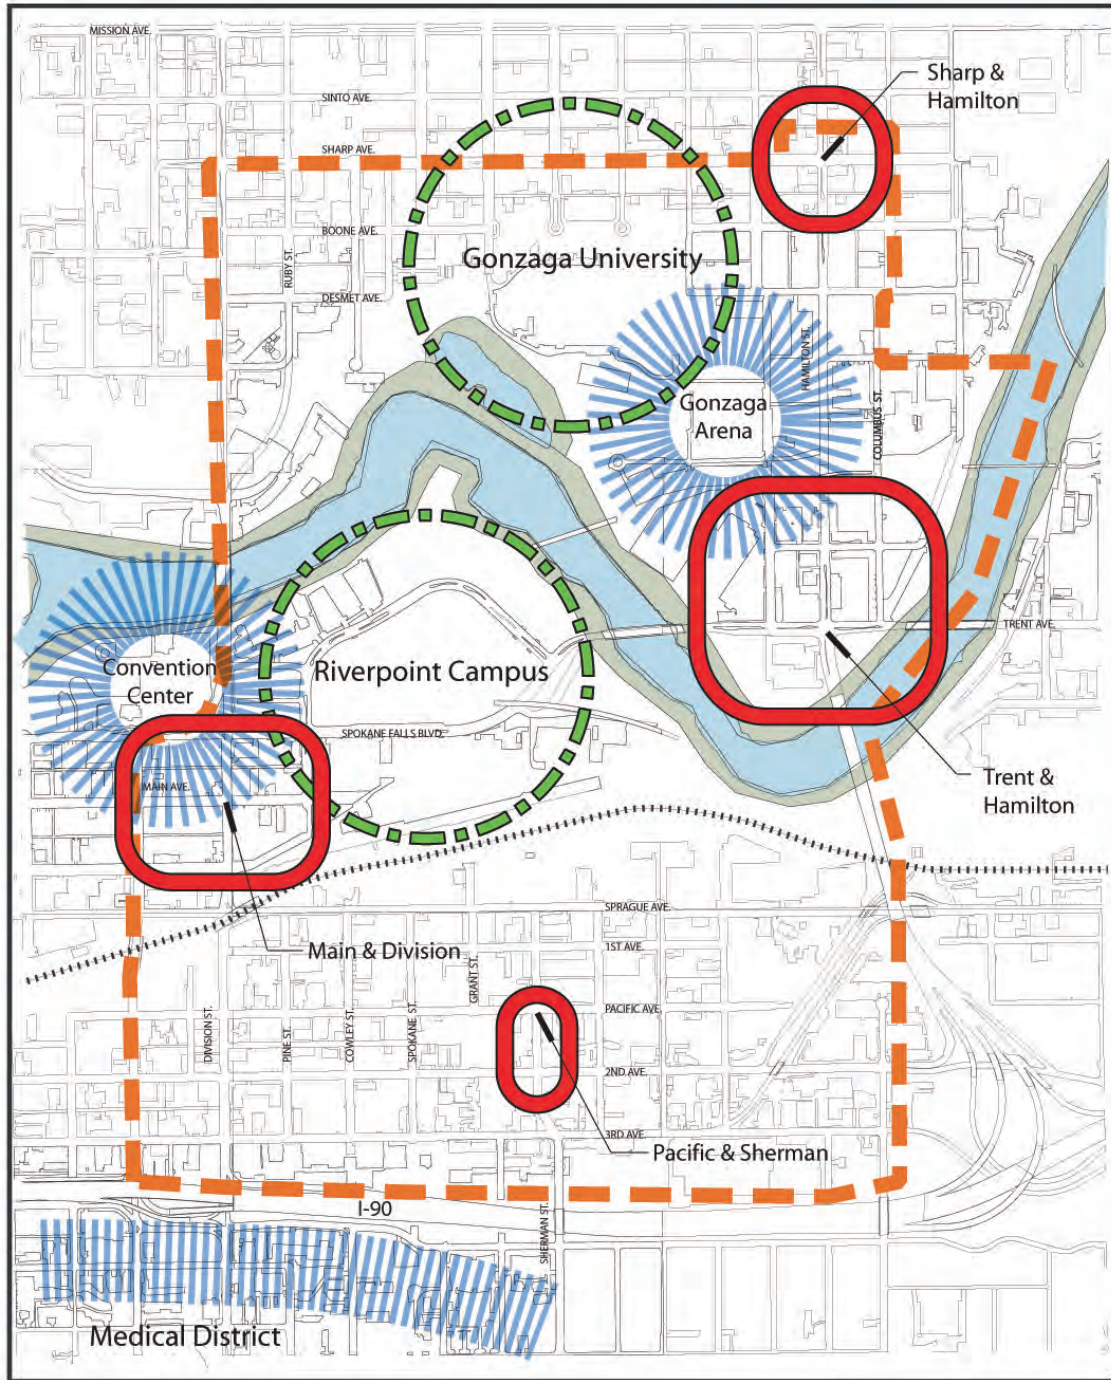 MISSION AVE.
Sharp &
Hamilton
SINTO AVE.
SHARP AVE.
BOONE AVE.
RUBY ST.
Gonzaga University
DESMET AVE.
HAMILTON ST.
Gonzaga
Arena
COLUMBUS ST.
TRENT AVE.
Convention
Center
Riverpoint Campus
SPOKANE FALLS BLVD.
MAIN AVE.
Trent &
Hamilton
SPRAGUE AVE.
Main & Division
1ST AVE.
GRANT ST.
PACIFIC AVE.
DIVISION ST.
PINE ST.
COWLEY ST.
SPOKANE ST.
2ND AVE.
3RD AVE.
Pacific & Sherman
I-90
SHERMAN ST.
Medical District